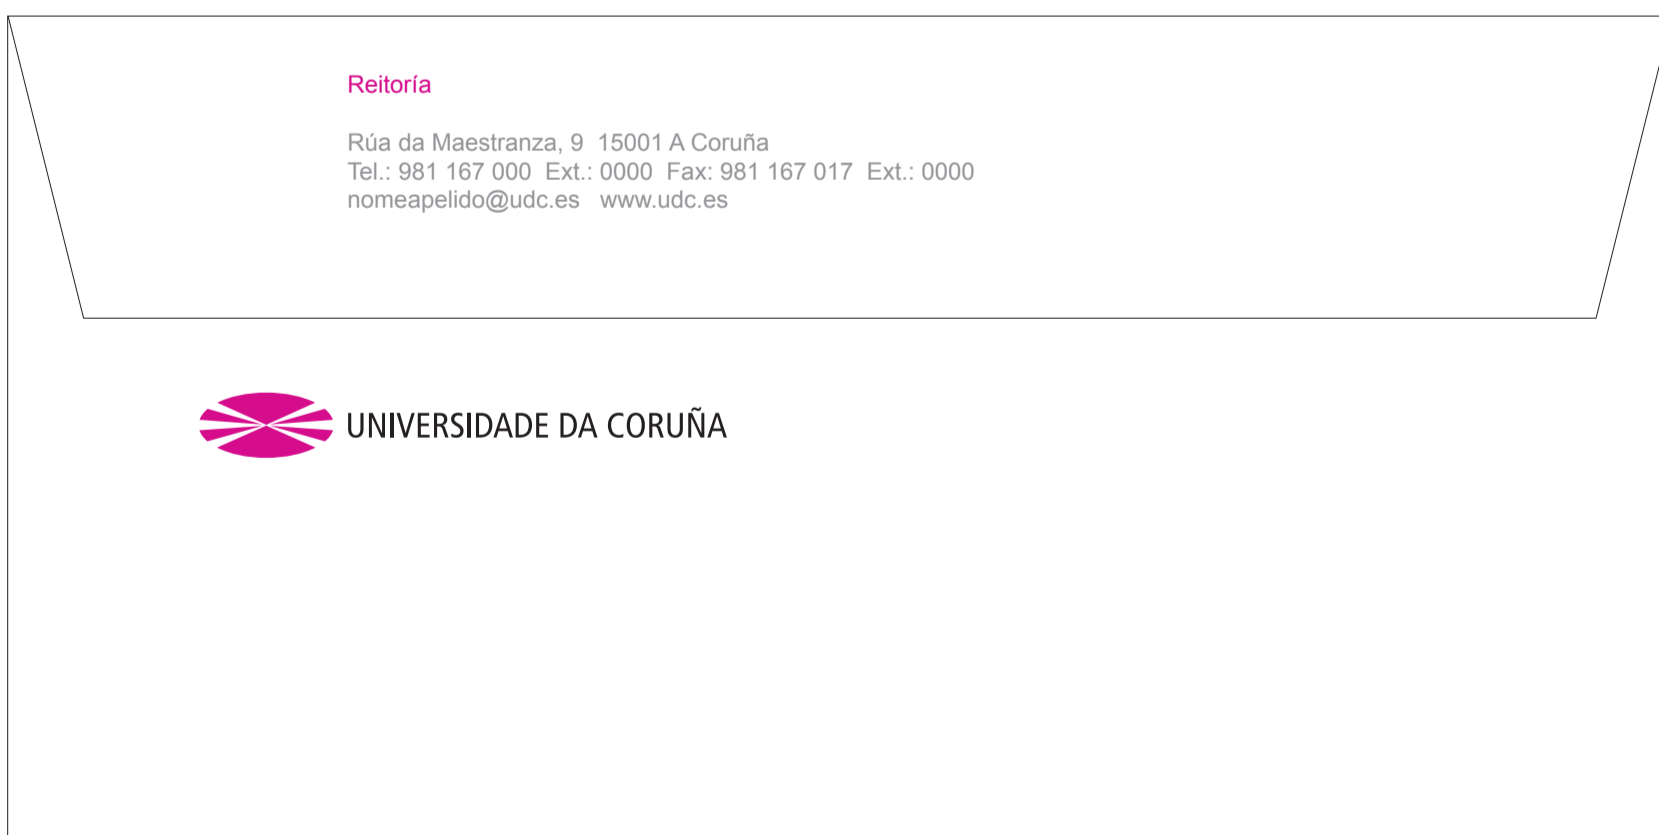 Reitoría
Rúa da Maestranza, 9  15001 A Coruña
Tel.: 981 167 000  Ext.: 0000  Fax: 981 167 017  Ext.: 0000
nomeapelido@udc.es   www.udc.es
UNIVERSIDADE DA CORUÑA